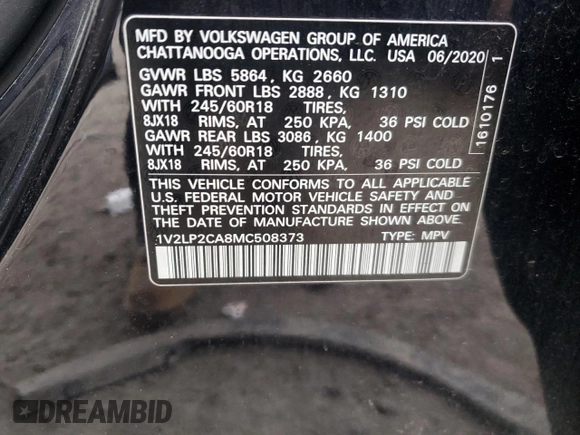 MFD BY VOLKSWAGEN GROUP OF AMERICA
CHATTANOOGA OPERATIONS, LLC. USA 06/2020
GVWR LBS 5864, KG 2660
GAWR FRONT LBS 2888, KG 1310
WITH 245/60R18 TIRES,
8JX18 RIMS, AT 250 KPA, 36 PSI COLD
GAWR REAR LBS 3086, KG 1400
WITH 245/60R18 TIRES,
8JX18 RIMS, AT 250 KPA, 36 PSI COLD
THIS VEHICLE CONFORMS TO ALL APPLICABLE
U.S. FEDERAL MOTOR VEHICLE SAFETY AND
THEFT PREVENTION STANDARDS IN EFFECT ON
THE DATE OF MANUFACTURE SHOWN ABOVE.
1V2LP2CA8MC508373 TYPE: MPV
1610176 1
DREAMBID